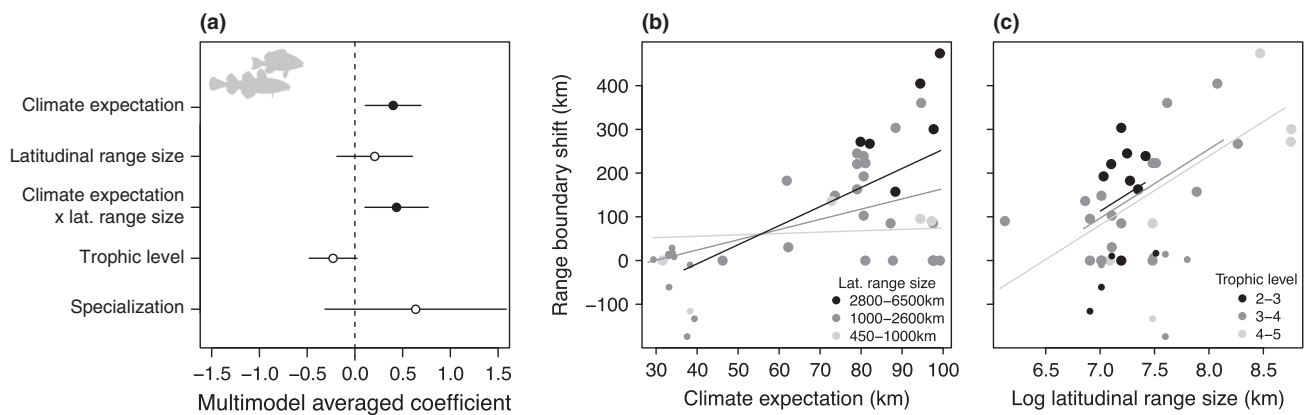 (a)
Climate expectation
Latitudinal range size
Climate expectation
x lat. range size
Trophic level
Specialization
−1.5 −1.0 −0.5 0.0 0.5 1.0 1.5
Multimodel averaged coefficient
(b)
Range boundary shift (km)
400
300
200
100
0
−100
Lat. range size
2800−6500km
1000−2600km
450−1000km
30 40 50 60 70 80 90 100
Climate expectation (km)
(c)
Trophic level
2−3
3−4
4−5
6.5 7.0 7.5 8.0 8.5
Log latitudinal range size (km)